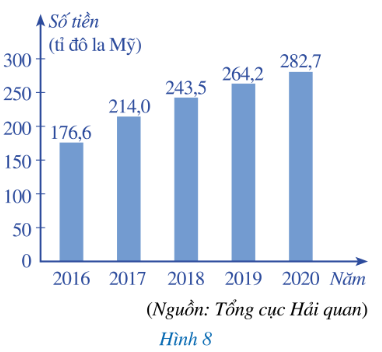 Số tiền
(tỉ đô la Mỹ)
300
250
200
150
100
50
0
176,6
214,0
243,5
264,2
282,7
2016 2017 2018 2019 2020 Năm
(Nguồn: Tổng cục Hải quan)
Hình 8